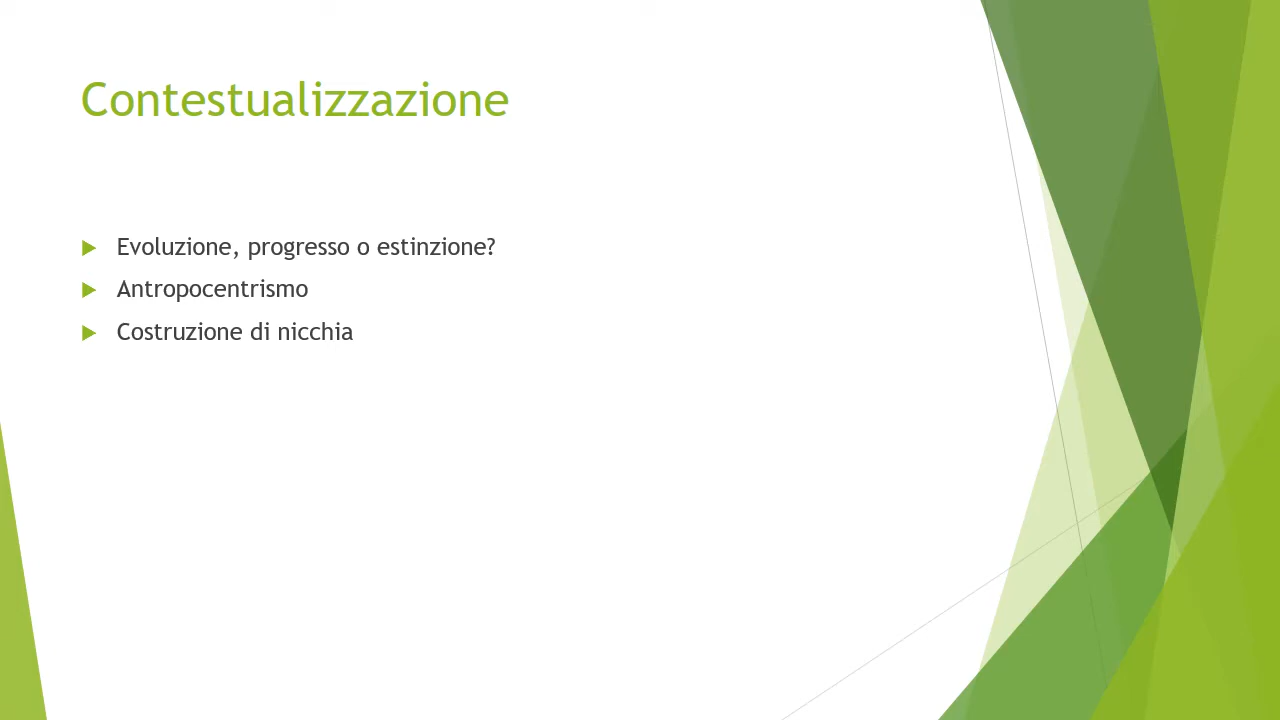 Contestualizzazione
Evoluzione, progresso o estinzione?
Antropocentrismo
Costruzione di nicchia